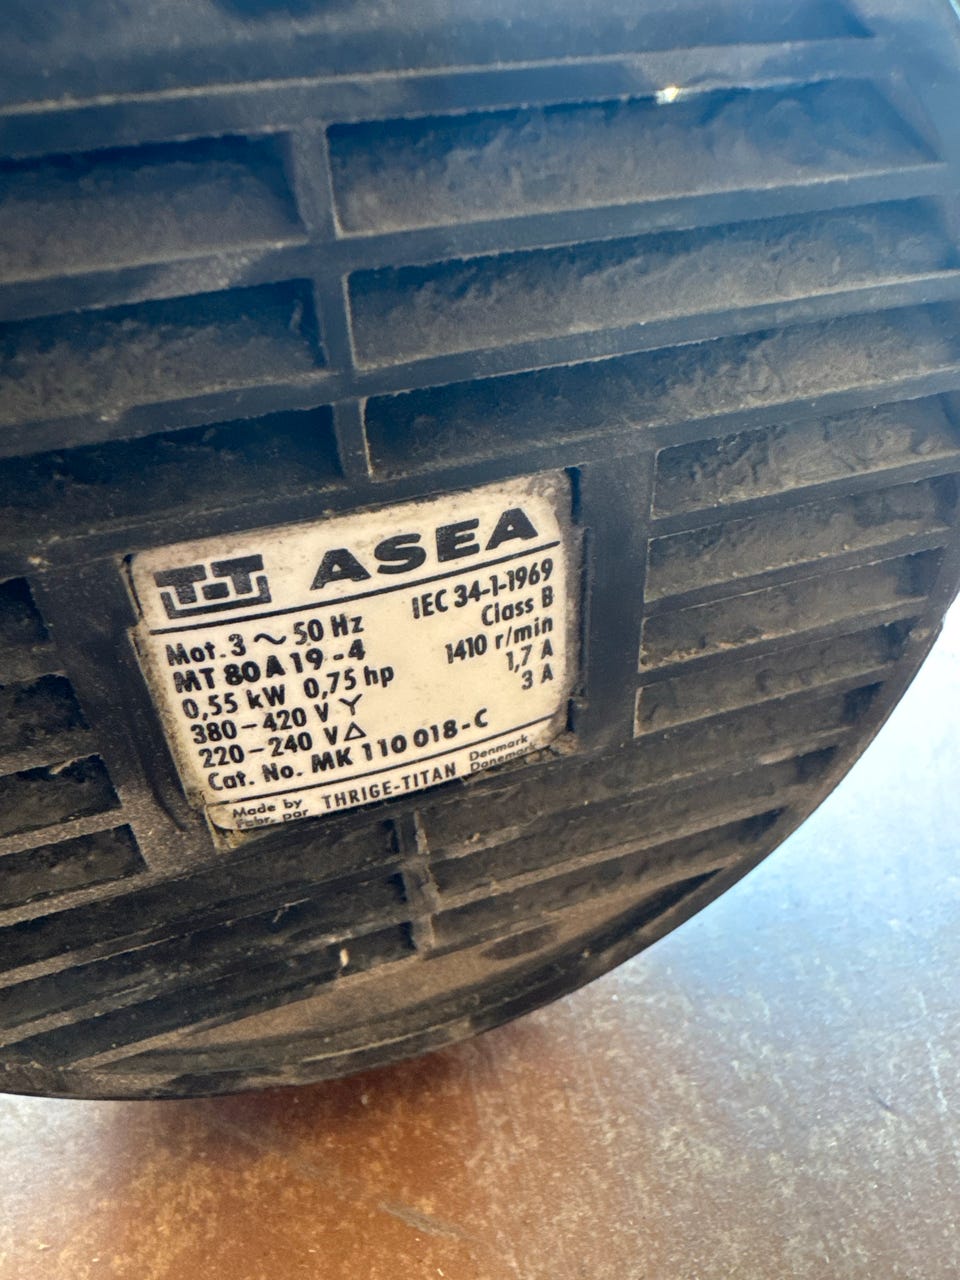 TT ASEA
Mot. 3 ~ 50 Hz IEC 34-1-1969
MT 80 A 19-4 Class B
0,55 kW 0,75 hp 1410 r/min
380-420 V Y 1,7 A
220-240 V △ 3 A
Cat. No. MK 110 018-C
Made by THRIGE-TITAN Denmark
Fabr. par Danemark